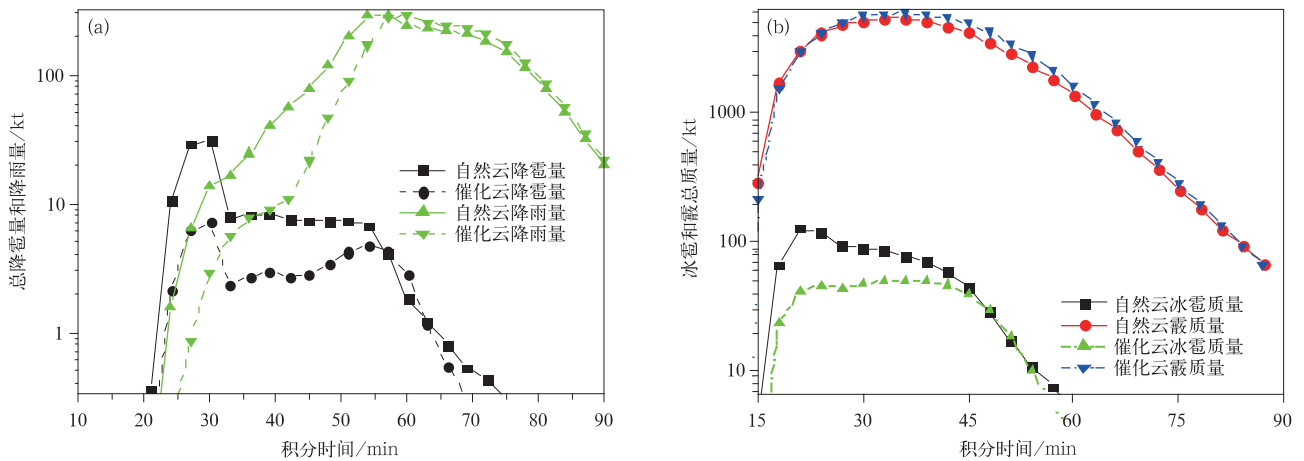 (a)
总降雹量和降雨量/kt
100
10
1
自然云降雹量
催化云降雹量
自然云降雨量
催化云降雨量
10 20 30 40 50 60 70 80 90
积分时间/min
(b)
冰雹和霰总质量/kt
1000
100
10
自然云冰雹质量
自然云霰质量
催化云冰雹质量
催化云霰质量
15 30 45 60 75 90
积分时间/min